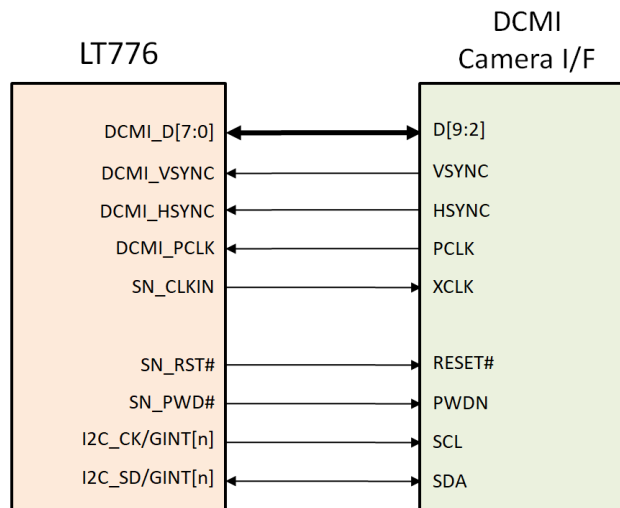 LT776
DCMI
Camera I/F
DCMI_D[7:0]
D[9:2]
DCMI_VSYNC
VSYNC
DCMI_HSYNC
HSYNC
DCMI_PCLK
PCLK
SN_CLKIN
XCLK
SN_RST#
RESET#
SN_PWD#
PWDN
I2C_CK/GINT[n]
SCL
I2C_SD/GINT[n]
SDA